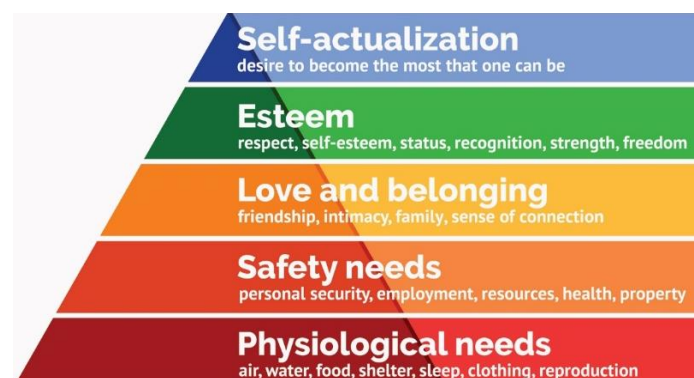 Self-actualization
desire to become the most that one can be
Esteem
respect, self-esteem, status, recognition, strength, freedom
Love and belonging
friendship, intimacy, family, sense of connection
Safety needs
personal security, employment, resources, health, property
Physiological needs
air, water, food, shelter, sleep, clothing, reproduction